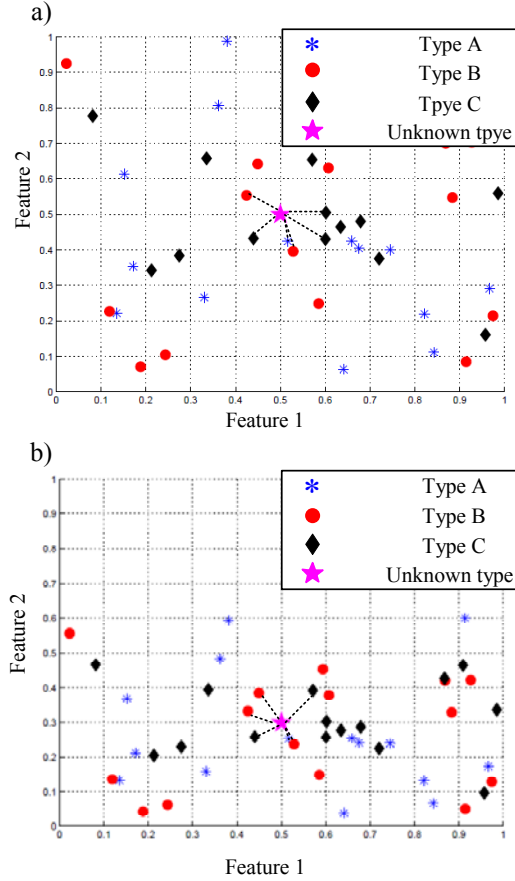 a)
Type A
Type B
Tpye C
Unknown tpye
Feature 2
1
0.9
0.8
0.7
0.6
0.5
0.4
0.3
0.2
0.1
0
0 0.1 0.2 0.3 0.4 0.5 0.6 0.7 0.8 0.9 1
Feature 1
b)
Type A
Type B
Type C
Unknown type
Feature 2
1
0.9
0.8
0.7
0.6
0.5
0.4
0.3
0.2
0.1
0
0 0.1 0.2 0.3 0.4 0.5 0.6 0.7 0.8 0.9 1
Feature 1